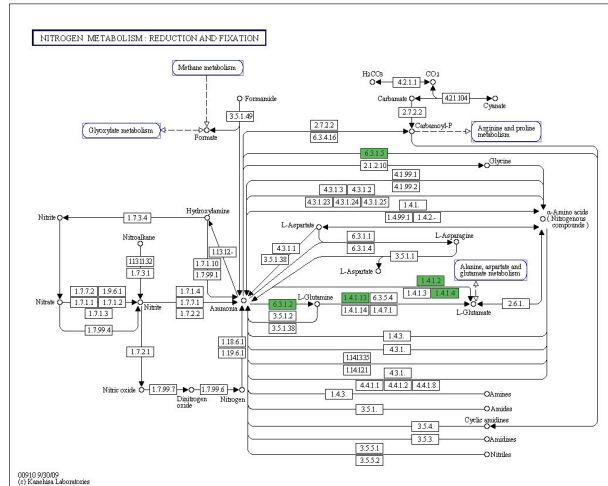 NITROGEN METABOLISM : REDUCTION AND FIXATION
Methane metabolism
Formamide
3.5.1.49
Glyoxylate metabolism
Formate
H2CO3
4.2.1.1
CO2
Carbamate
4.2.1.104
Cyanate
2.7.2.2
Carbamoyl-P
Arginine and proline
metabolism
2.7.2.2
6.3.4.16
6.3.1.5
2.1.2.10
Glycine
4.1.99.1
4.1.99.2
4.3.1.3
4.3.1.2
4.3.1.23
4.3.1.24
4.3.1.25
1.4.1.
1.4.99.1
1.4.2.-
α-Amino acids
( Nitrogenous
compounds )
Nitrite
1.7.3.4
Hydroxylamine
Nitroalkane
1.13.11.32
1.7.3.1
1.13.12.-
1.7.1.10
1.7.99.1
L-Aspartate
4.3.1.1
3.5.1.38
6.3.1.1
6.3.1.4
L-Asparagine
3.5.1.1
L-Aspartate
Alanine, aspartate and
glutamate metabolism
Nitrate
1.7.7.2
1.9.6.1
1.7.1.1
1.7.1.2
1.7.1.3
1.7.99.4
Nitrite
1.7.1.4
1.7.7.1
1.7.2.2
Ammonia
6.3.1.2
L-Glutamine
3.5.1.2
3.5.1.38
1.4.1.13
6.3.5.4
1.4.1.14
1.4.7.1
1.4.1.2
1.4.1.3
1.4.1.4
L-Glutamate
2.6.1.
1.7.2.1
1.18.6.1
1.19.6.1
Nitric oxide
1.7.99.7
Dinitrogen
oxide
1.7.99.6
Nitrogen
1.4.3.
4.3.1.
1.14.12.1
4.3.1.
4.4.1.1
4.4.1.2
4.4.1.8
1.4.3.
Amines
3.5.1.
Amides
3.5.4.
Cyclic amidines
3.5.3.
Amidines
3.5.5.1
3.5.5.2
Nitriles
00910 9/30/09
(c) Kanehisa Laboratories